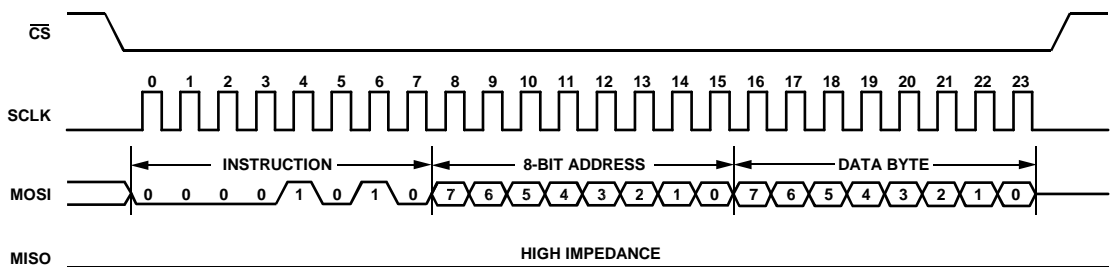 CS
0 1 2 3 4 5 6 7 8 9 10 11 12 13 14 15 16 17 18 19 20 21 22 23
SCLK
INSTRUCTION 8-BIT ADDRESS DATA BYTE
MOSI 0 0 0 0 1 0 1 0 7 6 5 4 3 2 1 0 7 6 5 4 3 2 1 0
HIGH IMPEDANCE
MISO